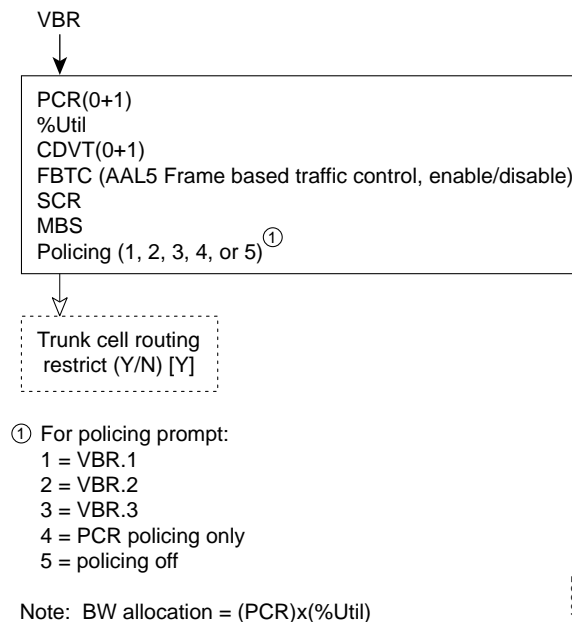 VBR
PCR(0+1)
%Util
CDVT(0+1)
FBTC (AAL5 Frame based traffic control, enable/disable)
SCR
MBS
Policing (1, 2, 3, 4, or 5)①
Trunk cell routing
restrict (Y/N) [Y]
① For policing prompt:
1 = VBR.1
2 = VBR.2
3 = VBR.3
4 = PCR policing only
5 = policing off
Note: BW allocation = (PCR)x(%Util)